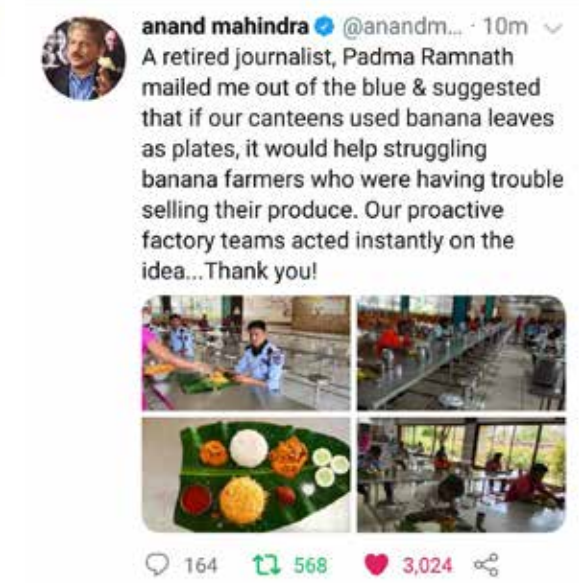 anand mahindra @anandm... · 10m
A retired journalist, Padma Ramnath
mailed me out of the blue & suggested
that if our canteens used banana leaves
as plates, it would help struggling
banana farmers who were having trouble
selling their produce. Our proactive
factory teams acted instantly on the
idea...Thank you!
164 568 3,024